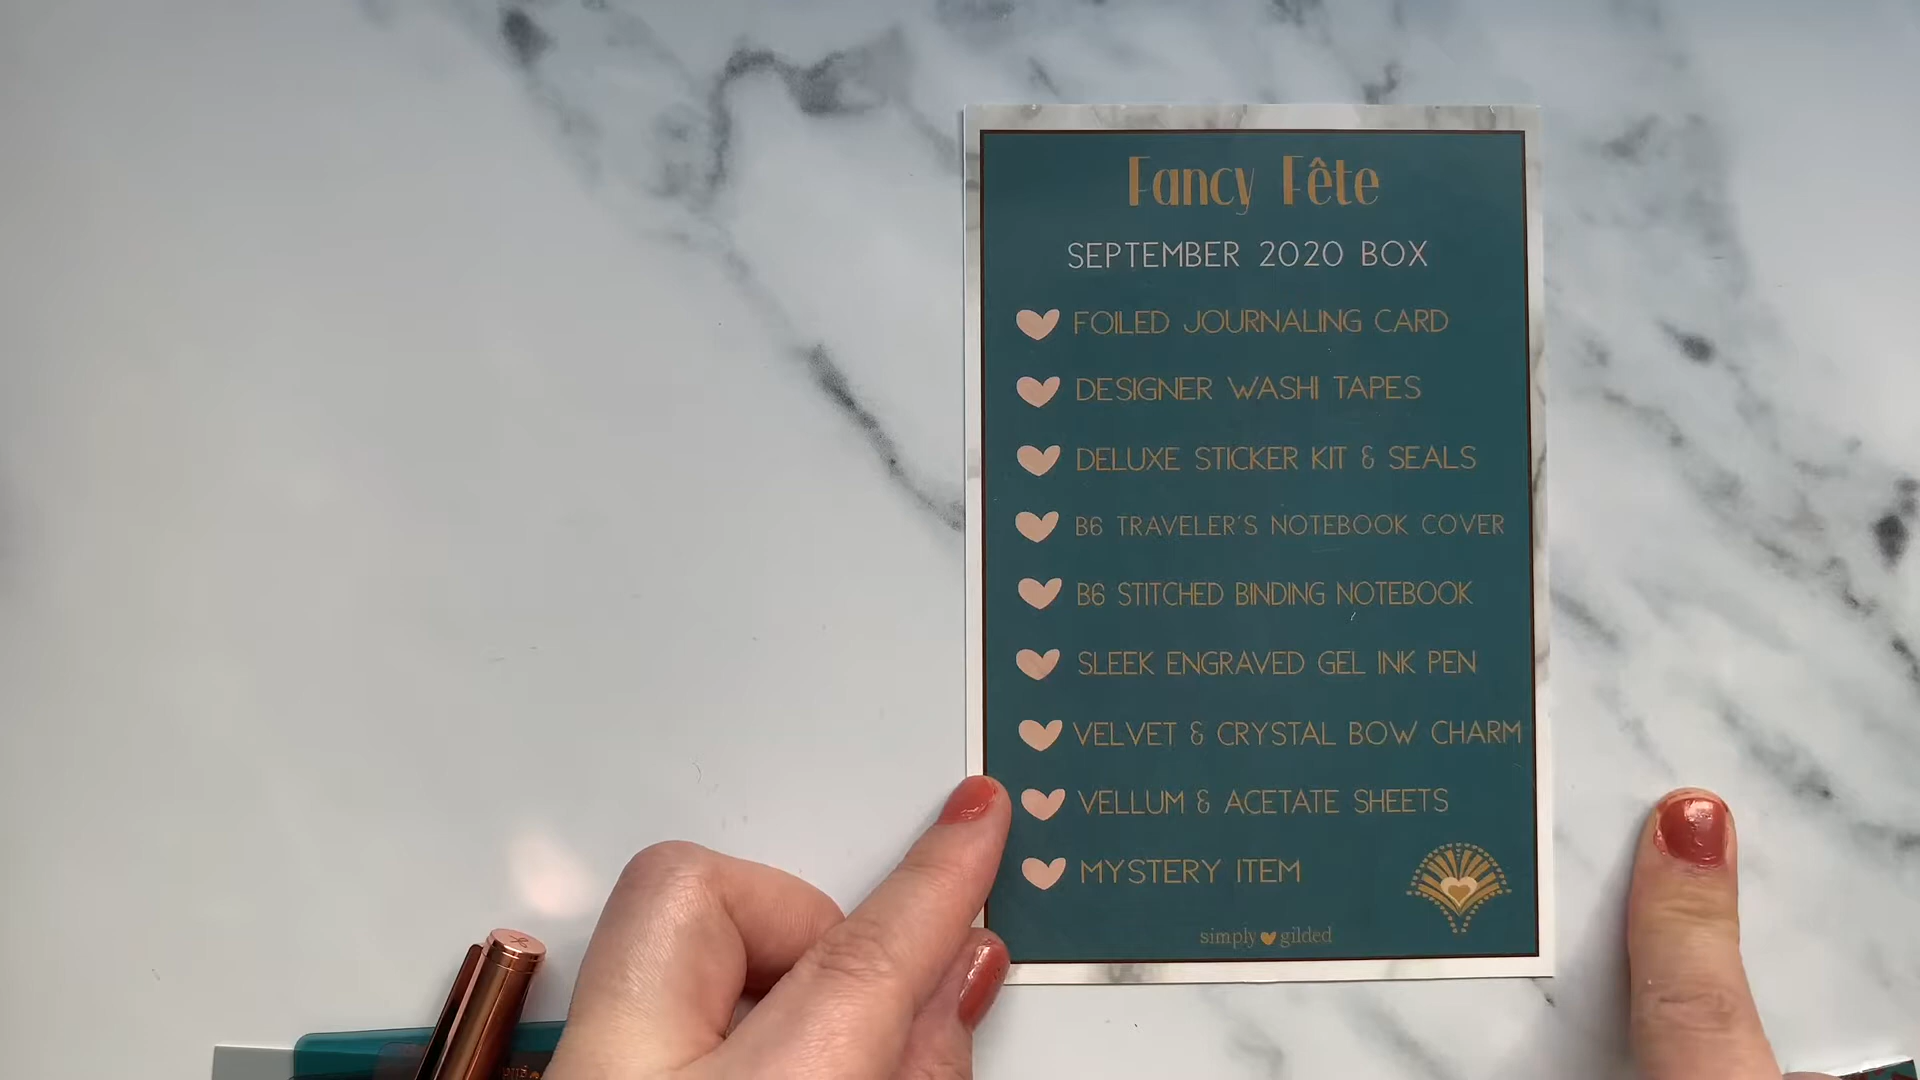 Fancy Fête
SEPTEMBER 2020 BOX
FOILED JOURNALING CARD
DESIGNER WASHI TAPES
DELUXE STICKER KIT & SEALS
B6 TRAVELER'S NOTEBOOK COVER
B6 STITCHED BINDING NOTEBOOK
SLEEK ENGRAVED GEL INK PEN
VELVET & CRYSTAL BOW CHARM
VELLUM & ACETATE SHEETS
MYSTERY ITEM
simply gilded